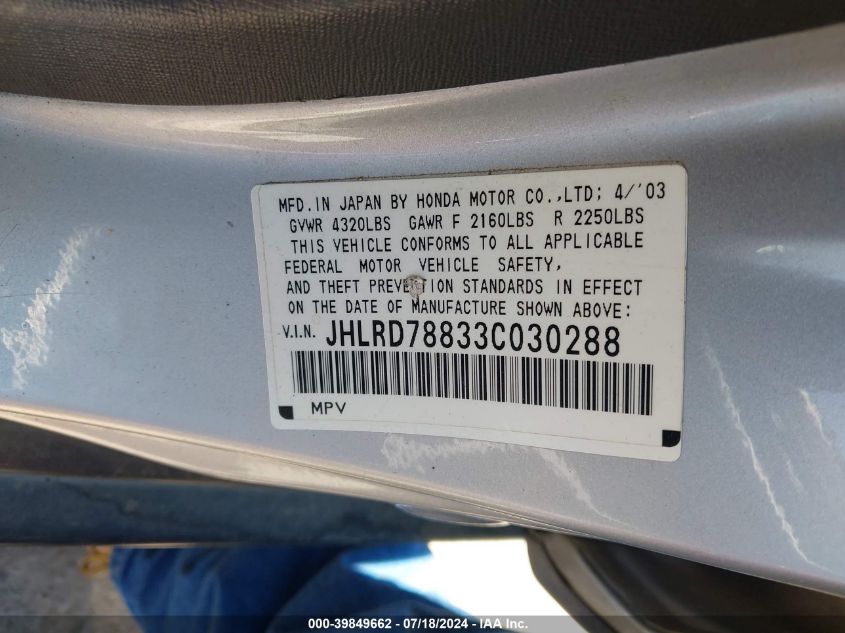 MFD.IN JAPAN BY HONDA MOTOR CO.,LTD; 4/'03
GVWR 4320LBS GAWR F 2160LBS R 2250LBS
THIS VEHICLE CONFORMS TO ALL APPLICABLE
FEDERAL MOTOR VEHICLE SAFETY,
AND THEFT PREVENTION STANDARDS IN EFFECT
ON THE DATE OF MANUFACTURE SHOWN ABOVE:
V.I.N. JHLRD78833C030288
MPV
000-39849662 - 07/18/2024 - IAA Inc.